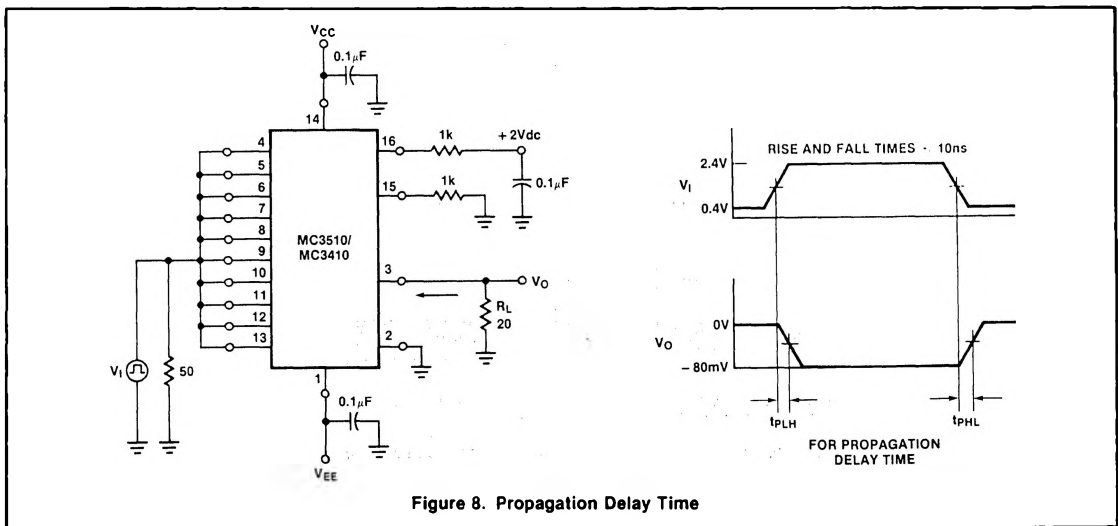 VCC
0.1µF
14
4
5
6
7
8
9
10
11
12
13
16
15
3
2
1
MC3510/
MC3410
1k
+2Vdc
0.1µF
1k
VO
RL
20
VI
50
0.1µF
VEE
RISE AND FALL TIMES - 10ns
2.4V
VI
0.4V
0V
VO
-80mV
tPLH
tPHL
FOR PROPAGATION
DELAY TIME
Figure 8. Propagation Delay Time